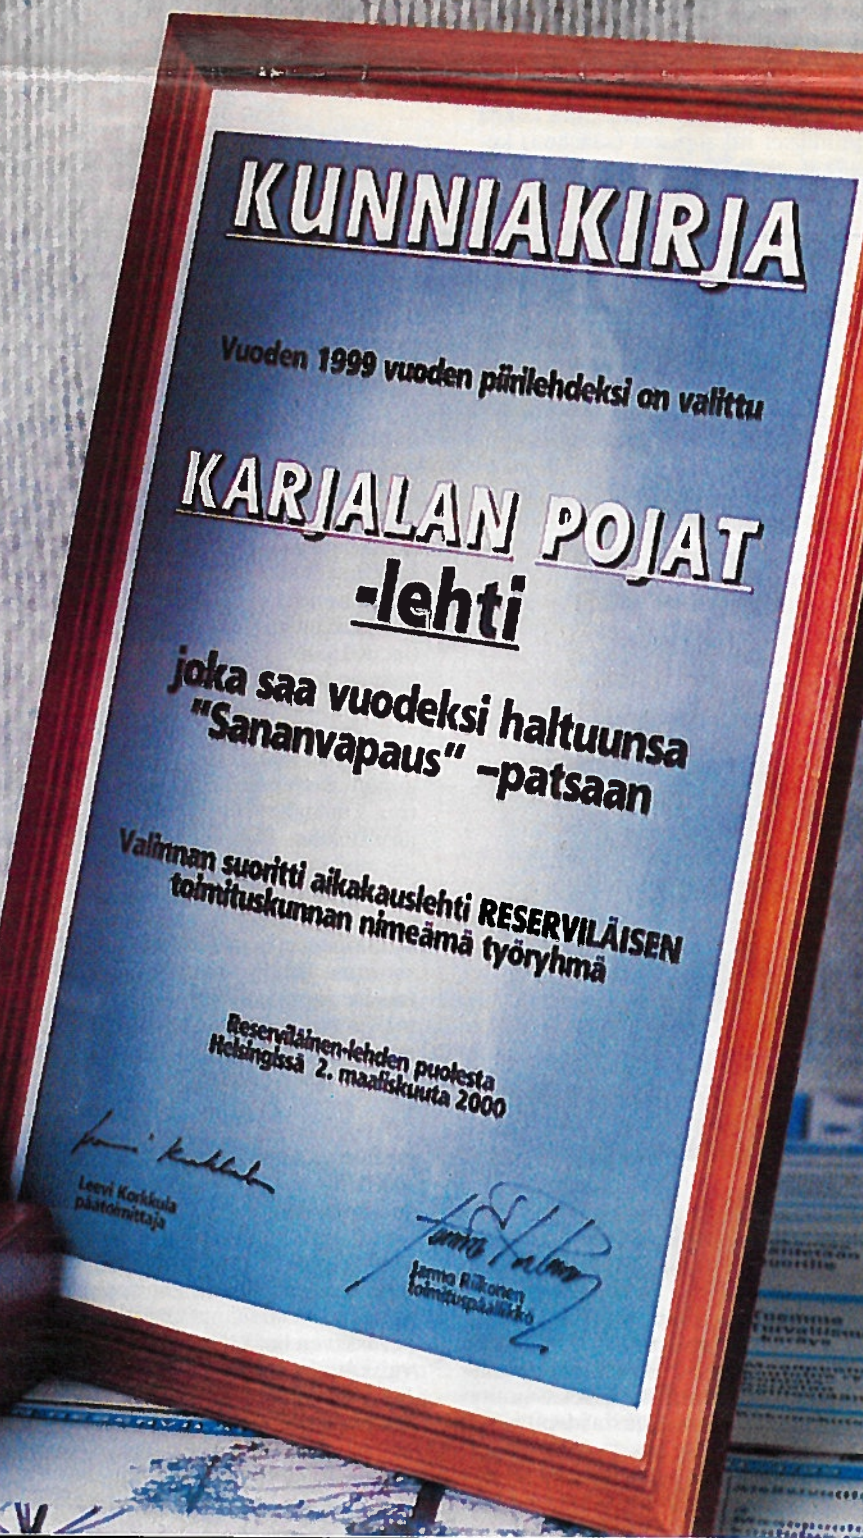 KUNNIAKIRJA
Vuoden 1999 vuoden piirilehdeksi on valittu
KARJALAN POJAT
-lehti
joka saa vuodeksi haltuunsa
"Sananvapaus" –patsaan
Valinnan suoritti aikakauslehti RESERVILÄISEN
toimituskunnan nimeämä työryhmä
Reserviläinen-lehden puolesta
Helsingissä 2. maaliskuuta 2000
Leevi Korkkula
päätoimittaja
Jarmo Riikonen
toimituspäällikkö